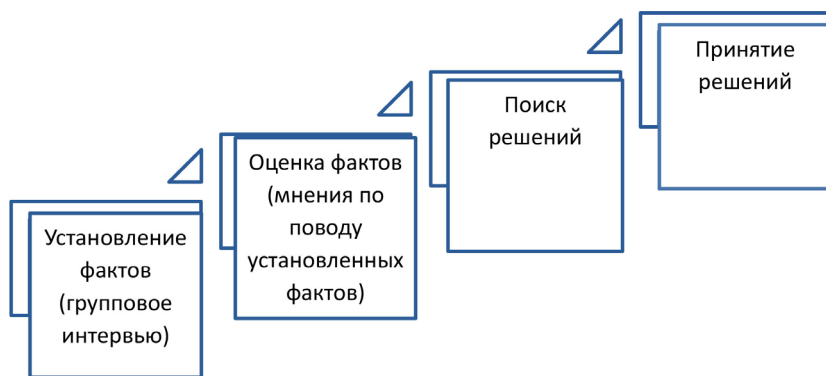 Установление
фактов
(групповое
интервью)
Оценка фактов
(мнения по
поводу
установленных
фактов)
Поиск
решений
Принятие
решений